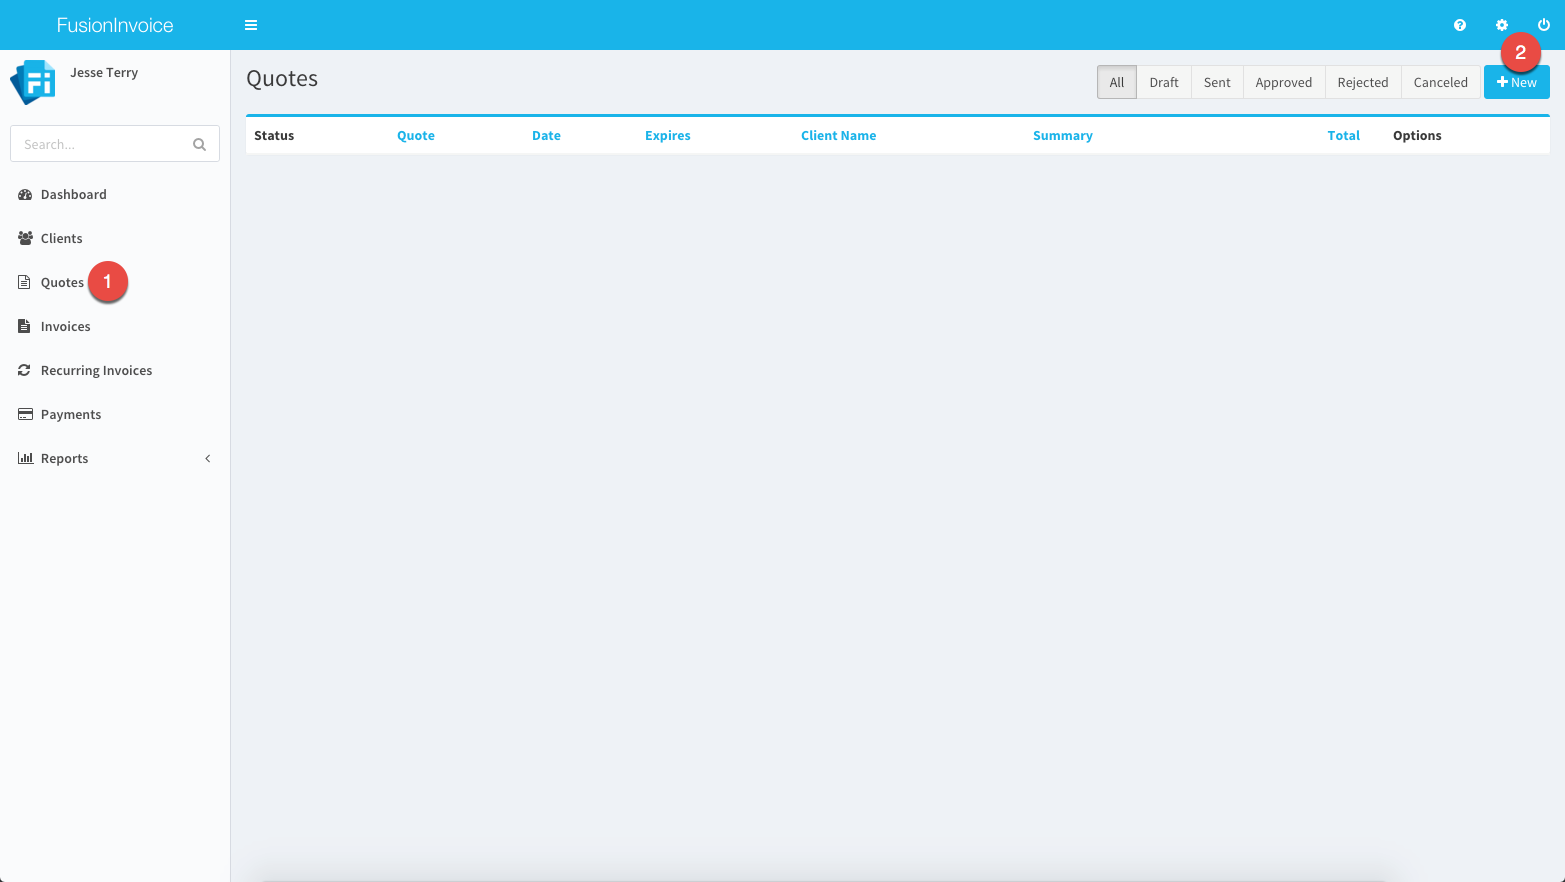 FusionInvoice
Jesse Terry
Search...
Dashboard
Clients
Quotes 1
Invoices
Recurring Invoices
Payments
Reports
Quotes
All Draft Sent Approved Rejected Canceled New
2
Status Quote Date Expires Client Name Summary Total Options